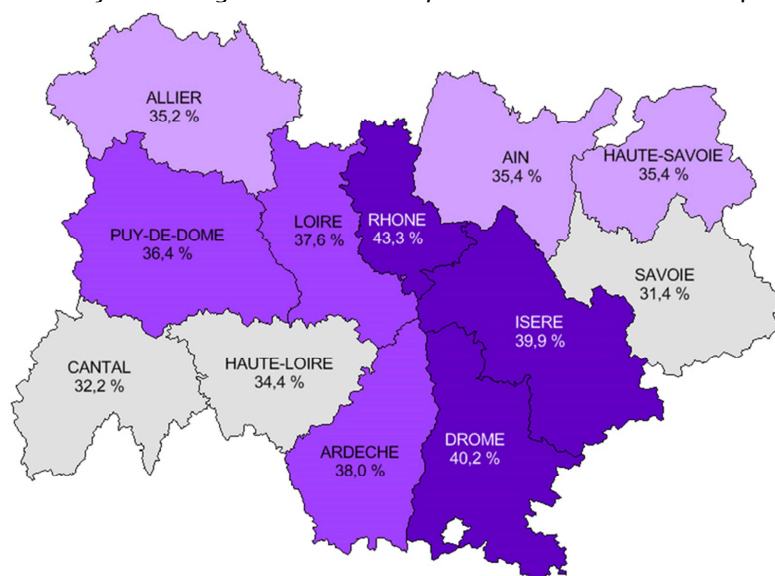 ALLIER
35,2 %
AIN
35,4 %
HAUTE-SAVOIE
35,4 %
PUY-DE-DOME
36,4 %
LOIRE
37,6 %
RHONE
43,3 %
SAVOIE
31,4 %
ISERE
39,9 %
CANTAL
32,2 %
HAUTE-LOIRE
34,4 %
ARDECHE
38,0 %
DROME
40,2 %